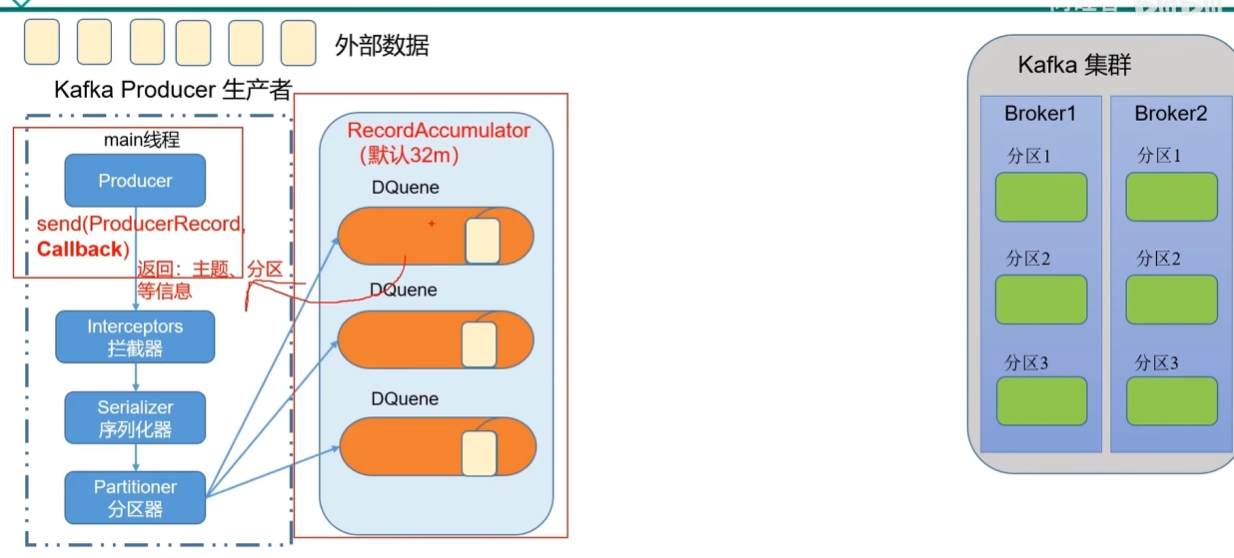 外部数据
Kafka Producer 生产者
main线程
Producer
send(ProducerRecord,
Callback)
返回：主题、分区
等信息
Interceptors
拦截器
Serializer
序列化器
Partitioner
分区器
RecordAccumulator
(默认32m)
DQuene
DQuene
DQuene
Kafka 集群
Broker1
分区1
分区2
分区3
Broker2
分区1
分区2
分区3